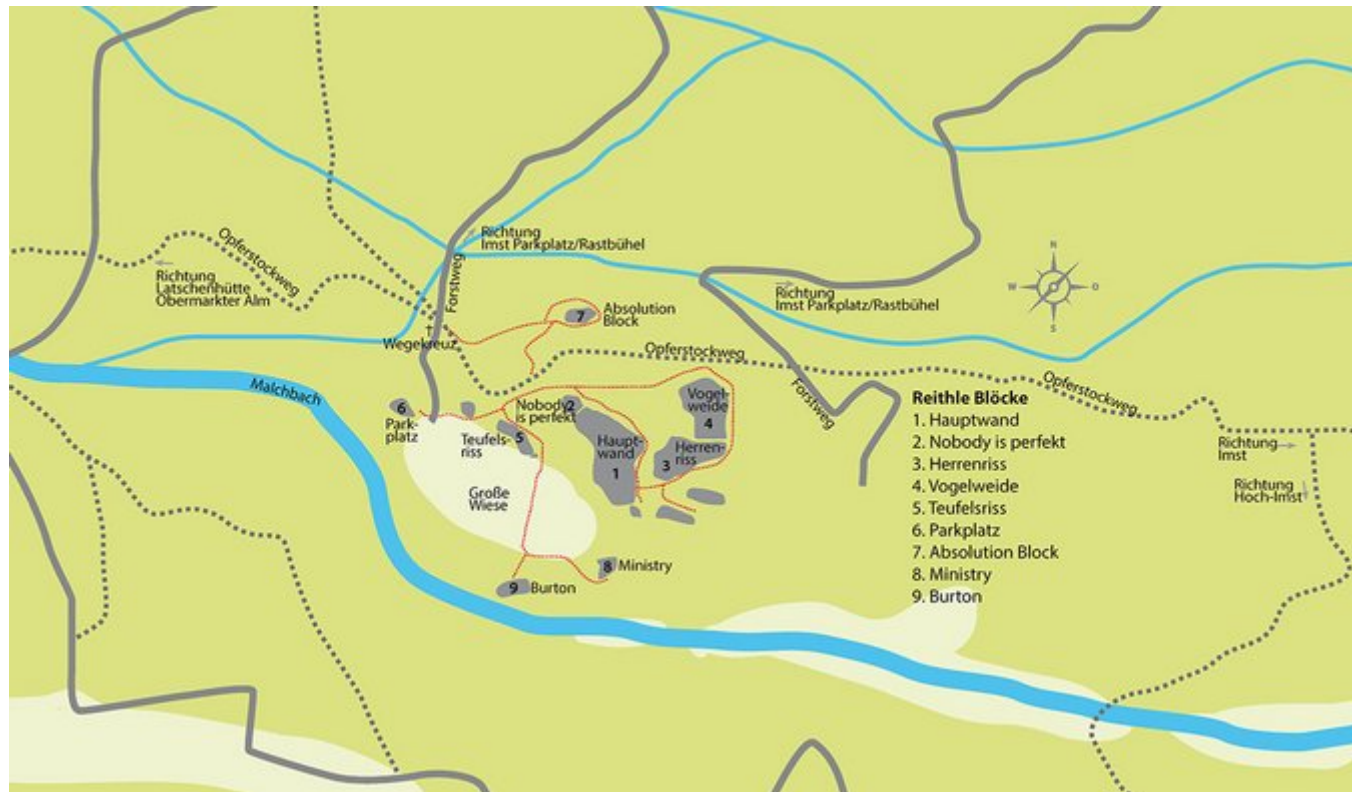 Opferstockweg
Richtung
Latschenhütte
Obermarkter Alm
Forstweg
Richtung
Imst Parkplatz/Rastbühel
Richtung
Imst Parkplatz/Rastbühel
N
W
O
S
Wegekreuz
7
Absolution
Block
Opferstockweg
Malchbach
Forstweg
Opferstockweg
6
Park-
platz
Nobody
is perfekt
2
Teufels-
riss
5
Haupt-
wand
1
Vogel-
weide
4
Herren-
riss
3
Große
Wiese
8
Ministry
9
Burton
Reithle Blöcke
1. Hauptwand
2. Nobody is perfekt
3. Herrenriss
4. Vogelweide
5. Teufelsriss
6. Parkplatz
7. Absolution Block
8. Ministry
9. Burton
Richtung
Imst
Richtung
Hoch-Imst